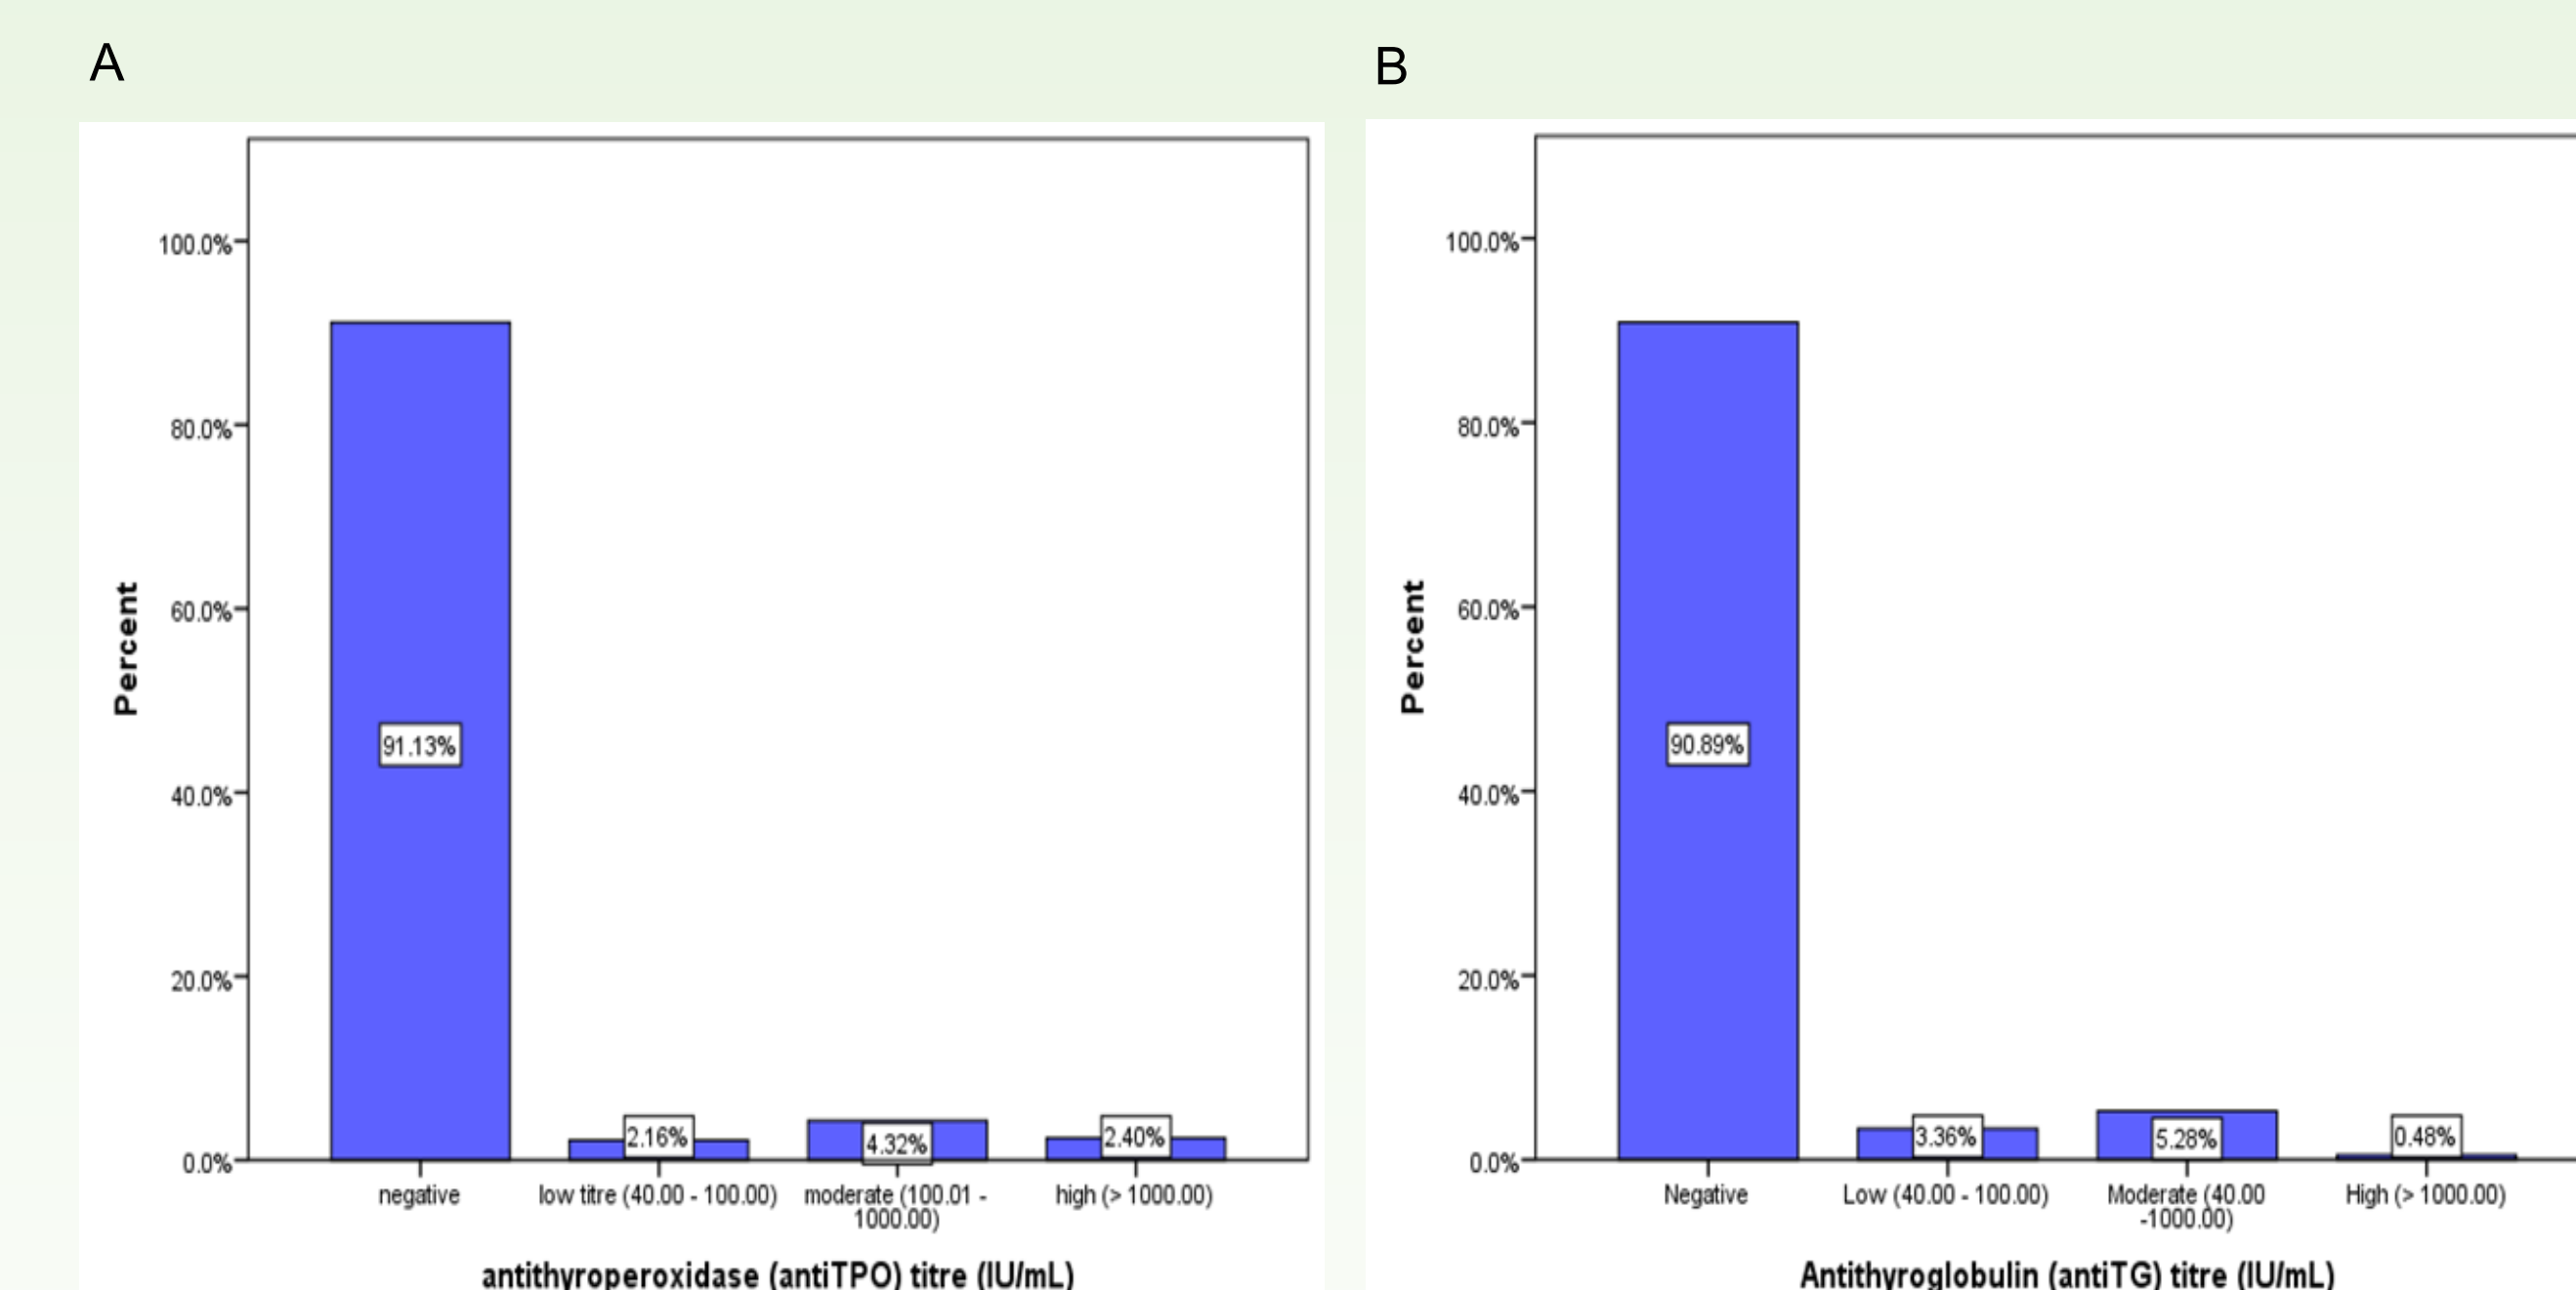 A
B
100.0%
80.0%
60.0%
40.0%
20.0%
0.0%
Percent
91.13%
2.16%
4.32%
2.40%
negative
low titre (40.00 - 100.00)
moderate (100.01 -
1000.00)
high (> 1000.00)
antithyroperoxidase (antiTPO) titre (IU/mL)
100.0%
80.0%
60.0%
40.0%
20.0%
0.0%
Percent
90.89%
3.36%
5.28%
0.48%
Negative
Low (40.00 - 100.00)
Moderate (40.00
-1000.00)
High (> 1000.00)
Antithyroglobulin (antiTG) titre (IU/mL)